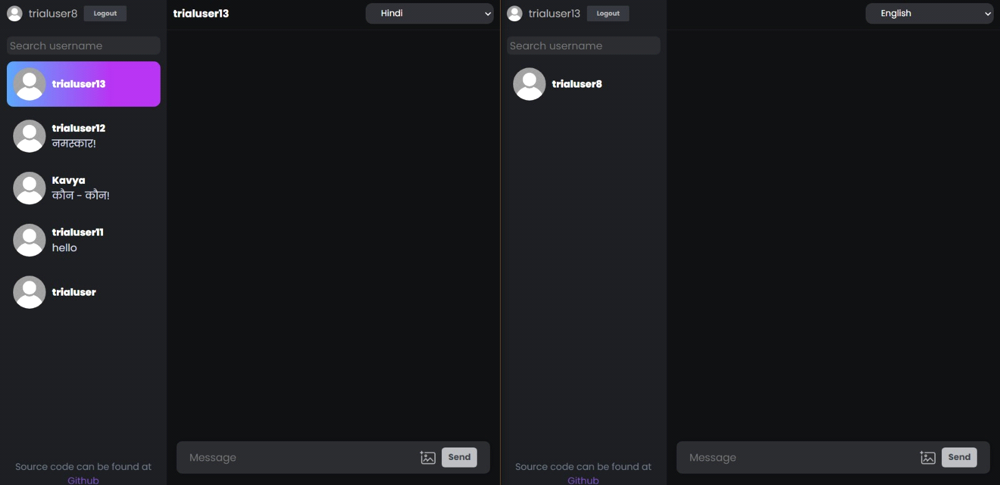 trialuser8
Logout
trialuser13
Hindi
Search username
trialuser13
trialuser12
नमस्कार!
Kavya
कौन - कौन!
trialuser11
hello
trialuser
Message
Send
Source code can be found at
Github
trialuser13
Logout
English
Search username
trialuser8
Message
Send
Source code can be found at
Github